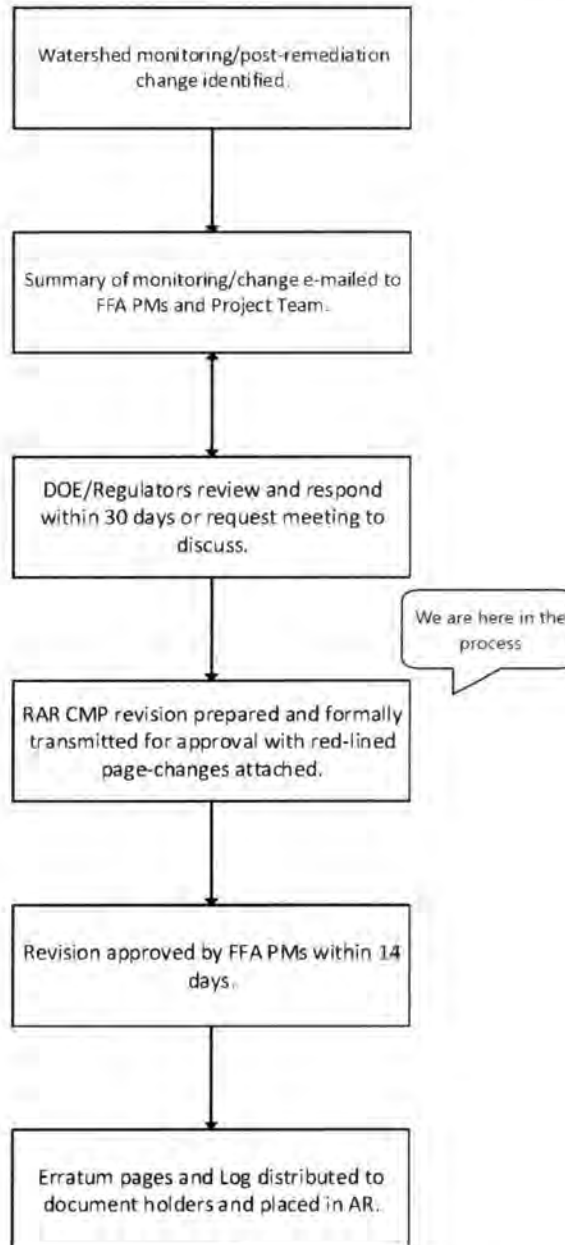 Watershed monitoring/post-remediation
change identified.
Summary of monitoring/change e-mailed to
FFA PMs and Project Team.
DOE/Regulators review and respond
within 30 days or request meeting to
discuss.
We are here in the
process
RAR CMP revision prepared and formally
transmitted for approval with red-lined
page-changes attached.
Revision approved by FFA PMs within 14
days.
Erratum pages and Log distributed to
document holders and placed in AR.